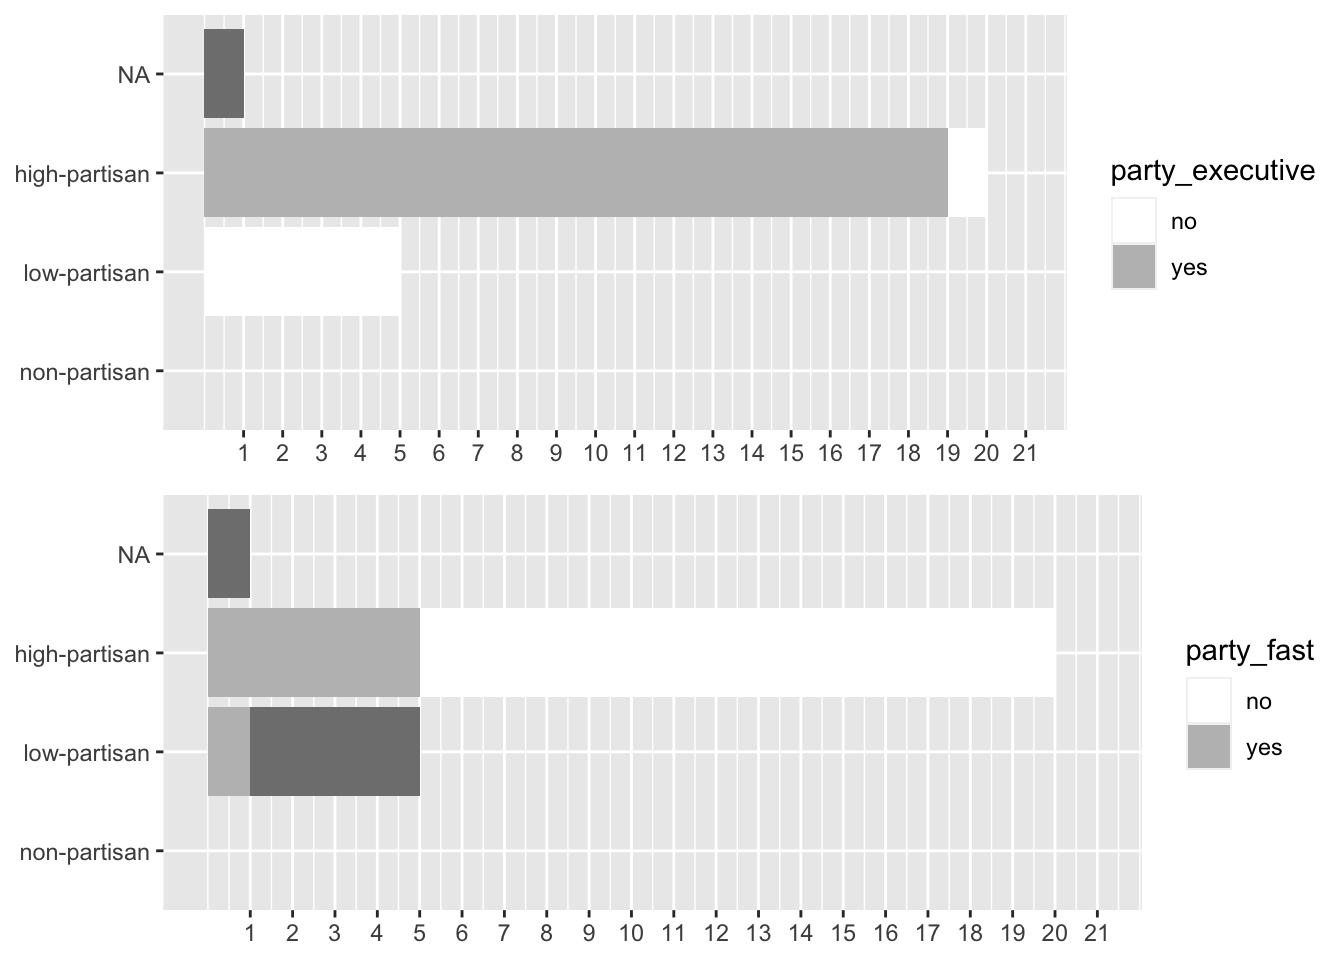 NA
high-partisan
low-partisan
non-partisan
1 2 3 4 5 6 7 8 9 10 11 12 13 14 15 16 17 18 19 20 21
party_executive
no
yes
NA
high-partisan
low-partisan
non-partisan
1 2 3 4 5 6 7 8 9 10 11 12 13 14 15 16 17 18 19 20 21
party_fast
no
yes